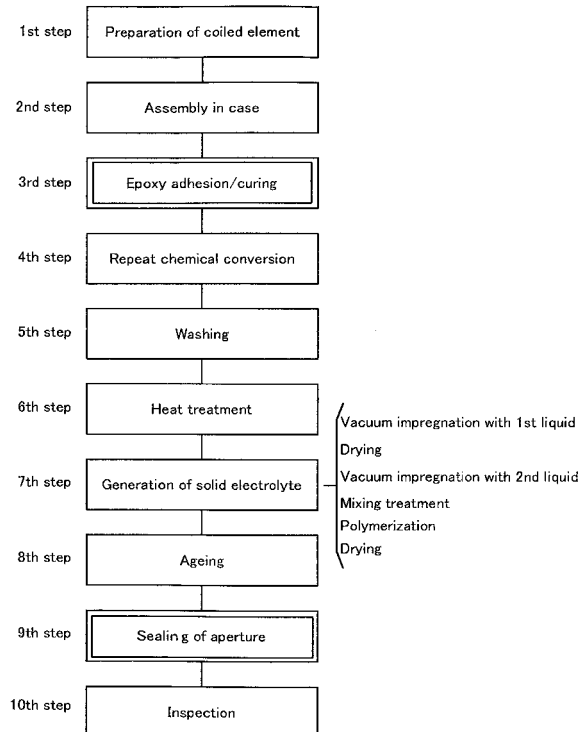 1st step Preparation of coiled element
2nd step Assembly in case
3rd step Epoxy adhesion/curing
4th step Repeat chemical conversion
5th step Washing
6th step Heat treatment
Vacuum impregnation with 1st liquid
Drying
7th step Generation of solid electrolyte
Vacuum impregnation with 2nd liquid
Mixing treatment
Polymerization
Drying
8th step Ageing
9th step Sealing of aperture
10th step Inspection